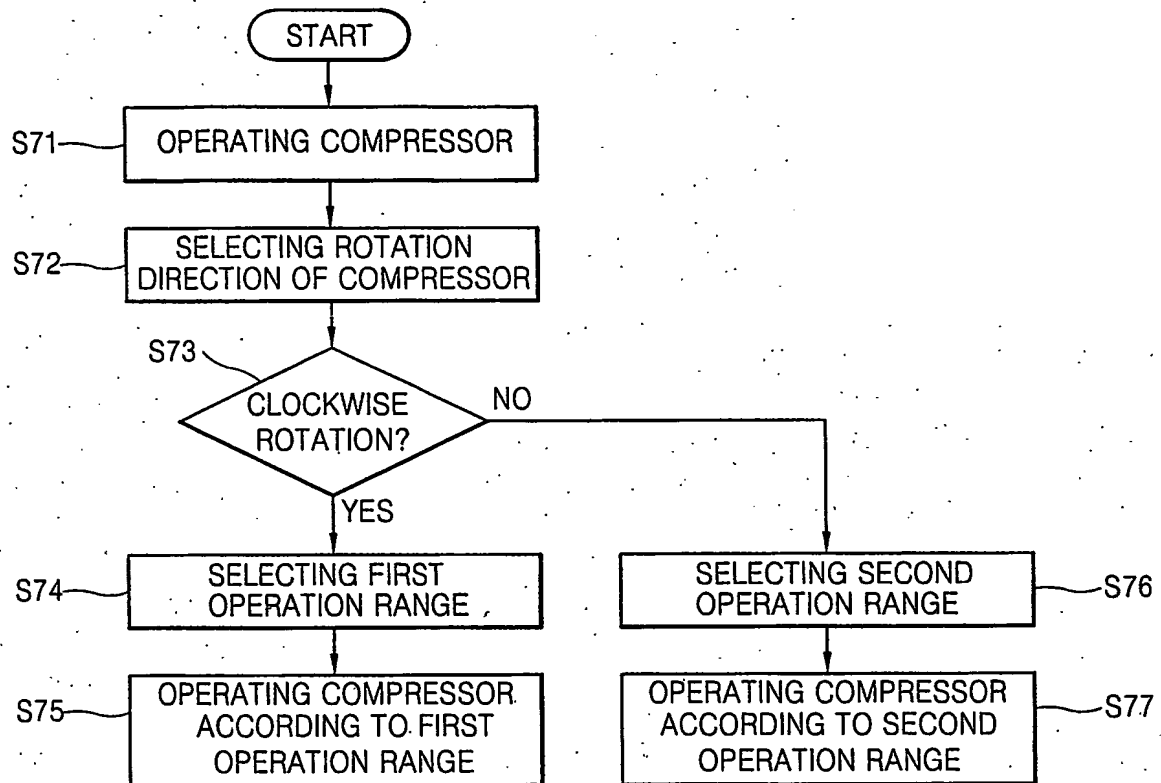 START
S71
OPERATING COMPRESSOR
S72
SELECTING ROTATION
DIRECTION OF COMPRESSOR
S73
CLOCKWISE
ROTATION?
NO
YES
S74
SELECTING FIRST
OPERATION RANGE
SELECTING SECOND
OPERATION RANGE
S76
S75
OPERATING COMPRESSOR
ACCORDING TO FIRST
OPERATION RANGE
OPERATING COMPRESSOR
ACCORDING TO SECOND
OPERATION RANGE
S77